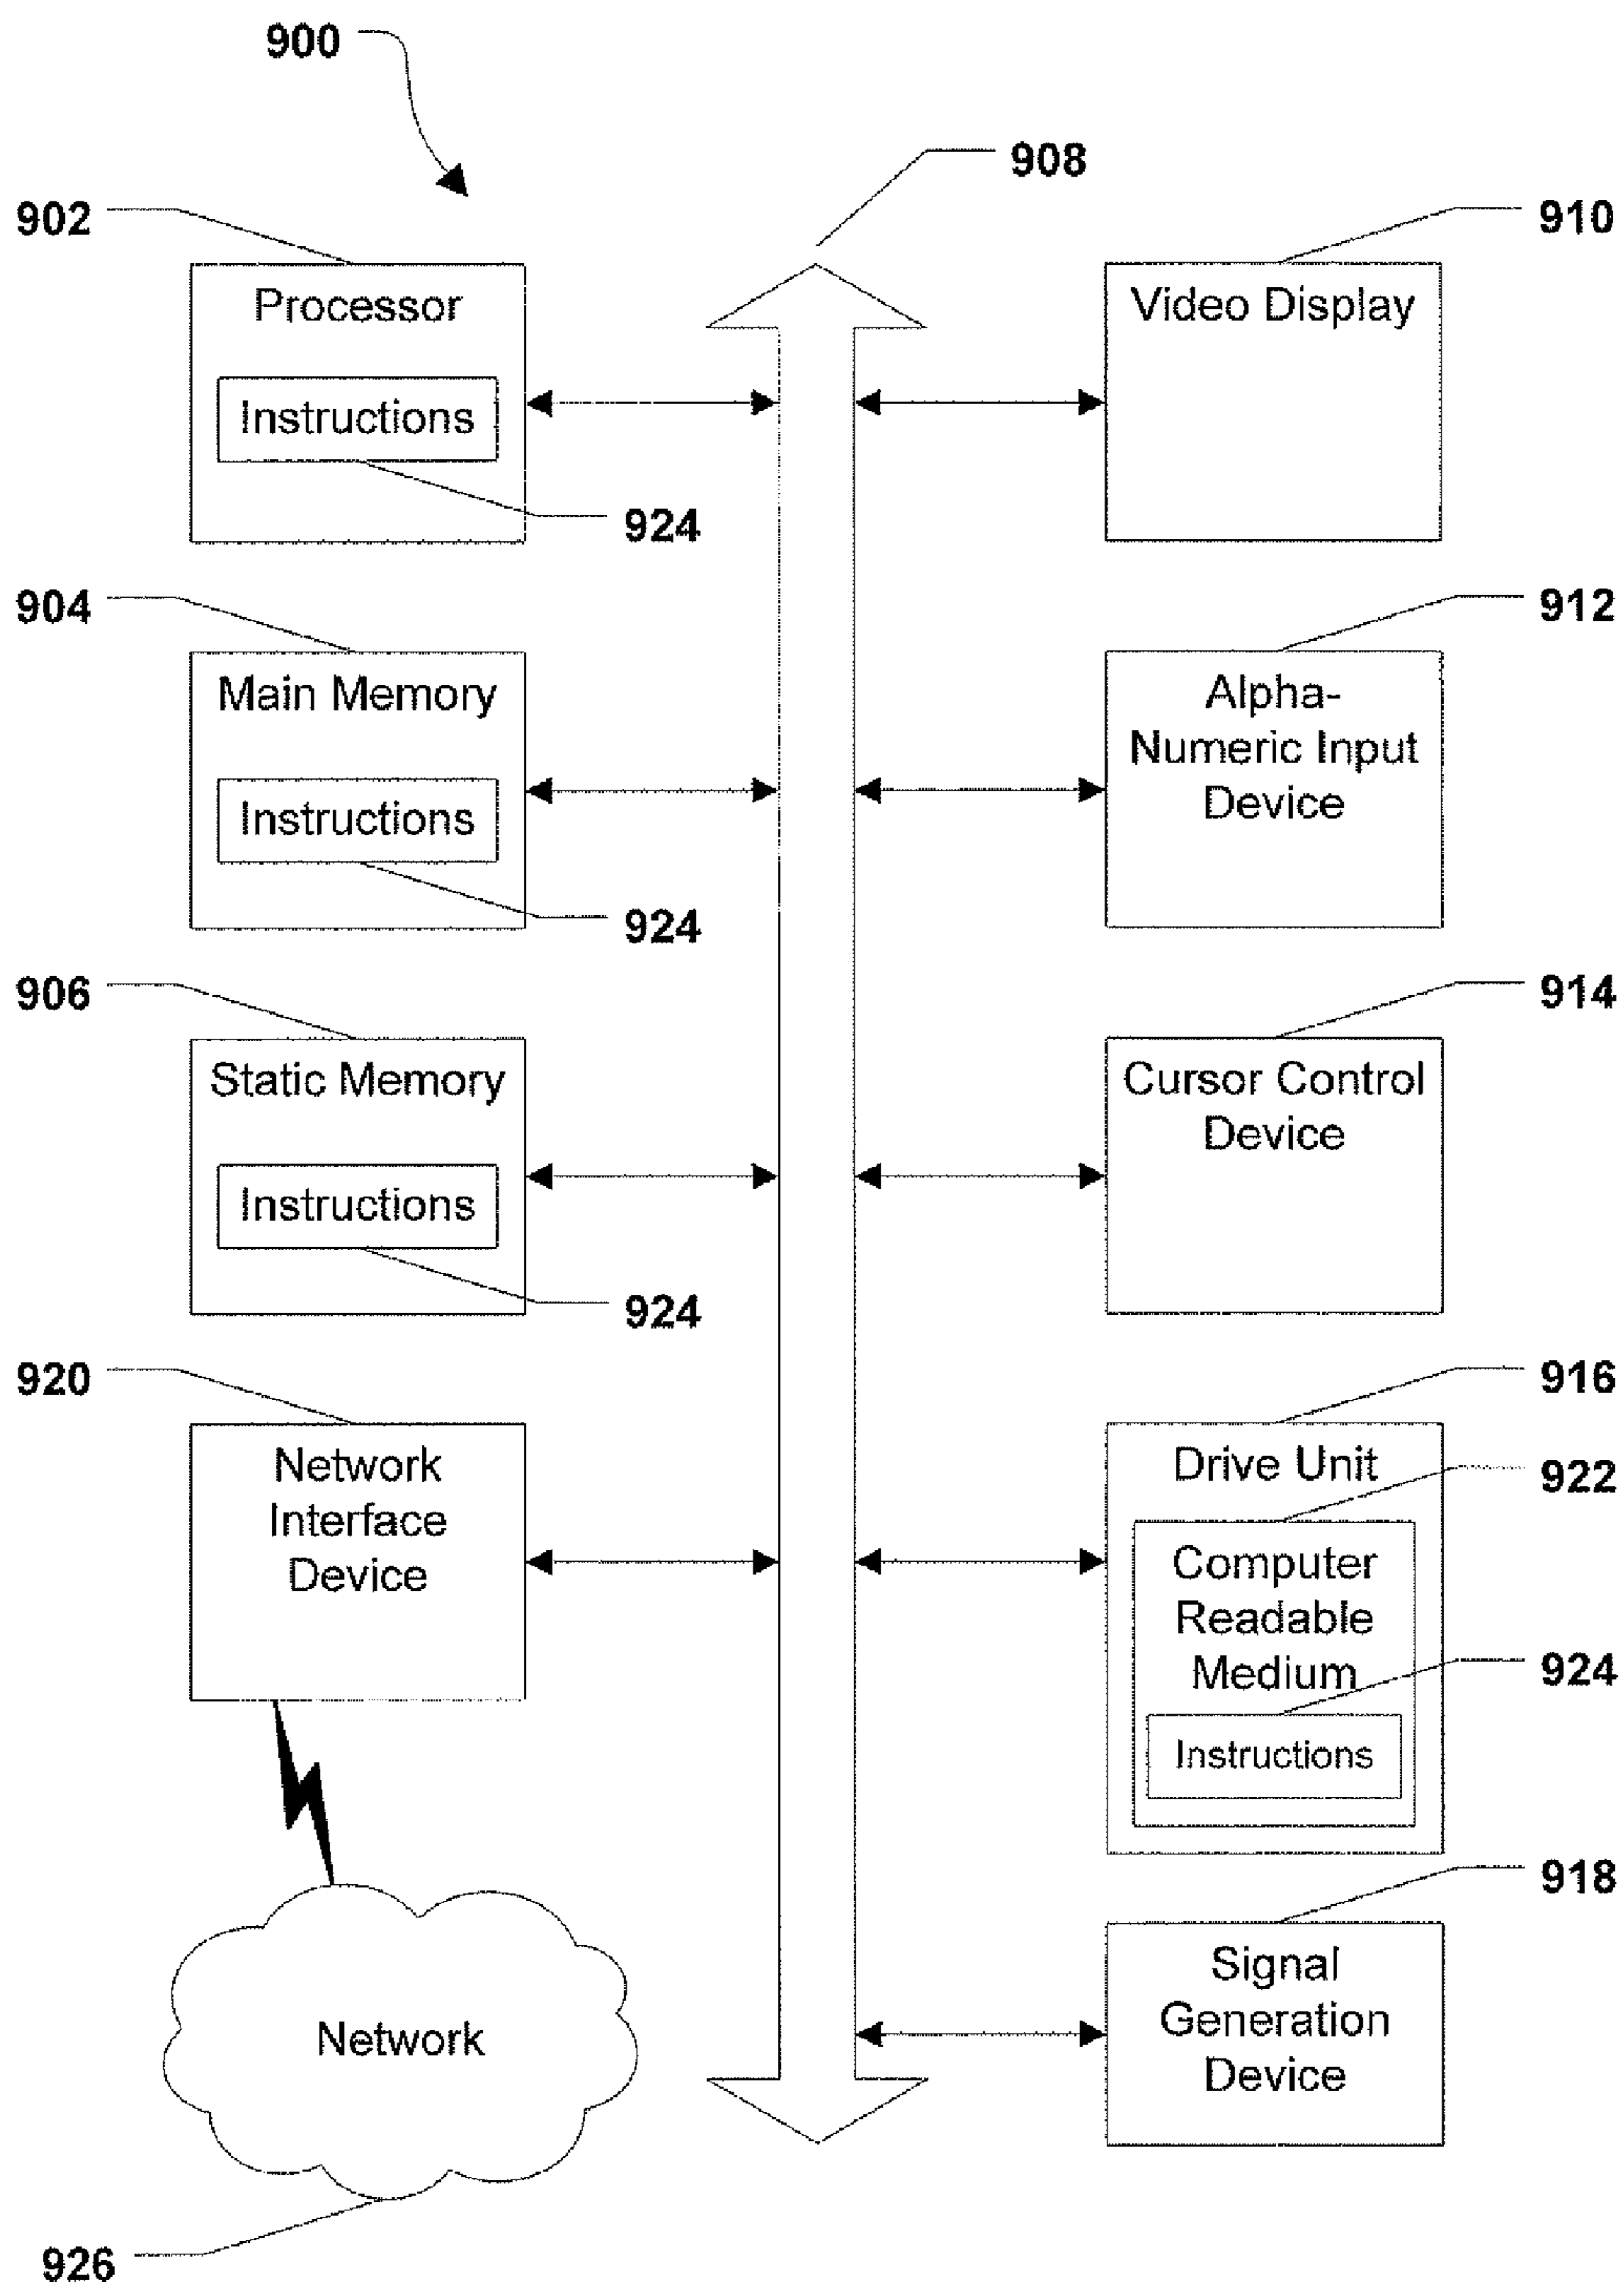 900
908
902
910
Processor
Video Display
Instructions
924
904
912
Main Memory
Alpha-
Numeric Input
Device
Instructions
924
906
914
Static Memory
Cursor Control
Device
Instructions
924
920
916
Network
Interface
Device
Drive Unit
922
Computer
Readable
Medium
924
Instructions
918
Signal
Generation
Device
Network
926